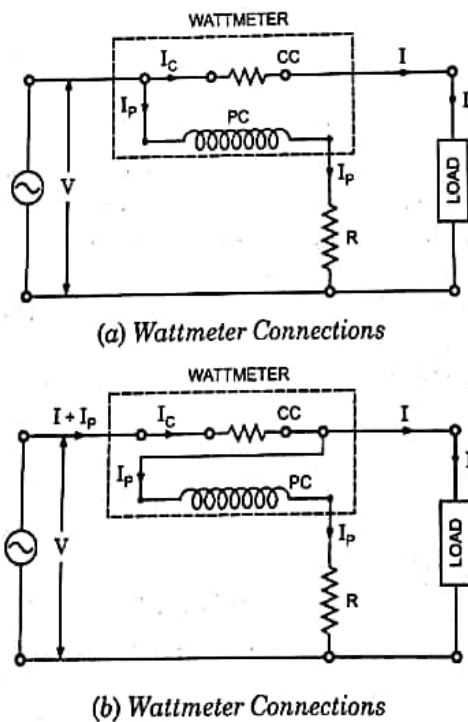 WATTMETER
I_C
CC
I
I_P
PC
I
I_P
V
R
LOAD
(a) Wattmeter Connections
WATTMETER
I + I_P
I_C
CC
I
I_P
PC
I
I_P
V
R
LOAD
(b) Wattmeter Connections